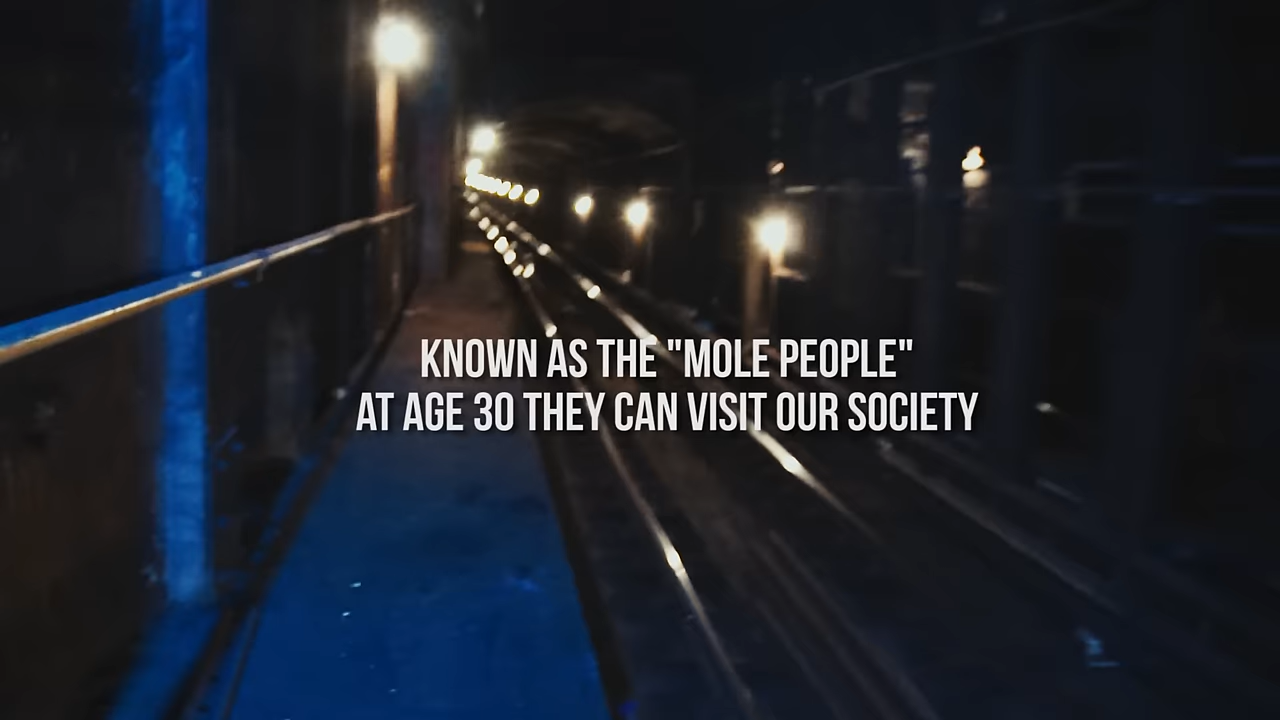 KNOWN AS THE "MOLE PEOPLE"
AT AGE 30 THEY CAN VISIT OUR SOCIETY